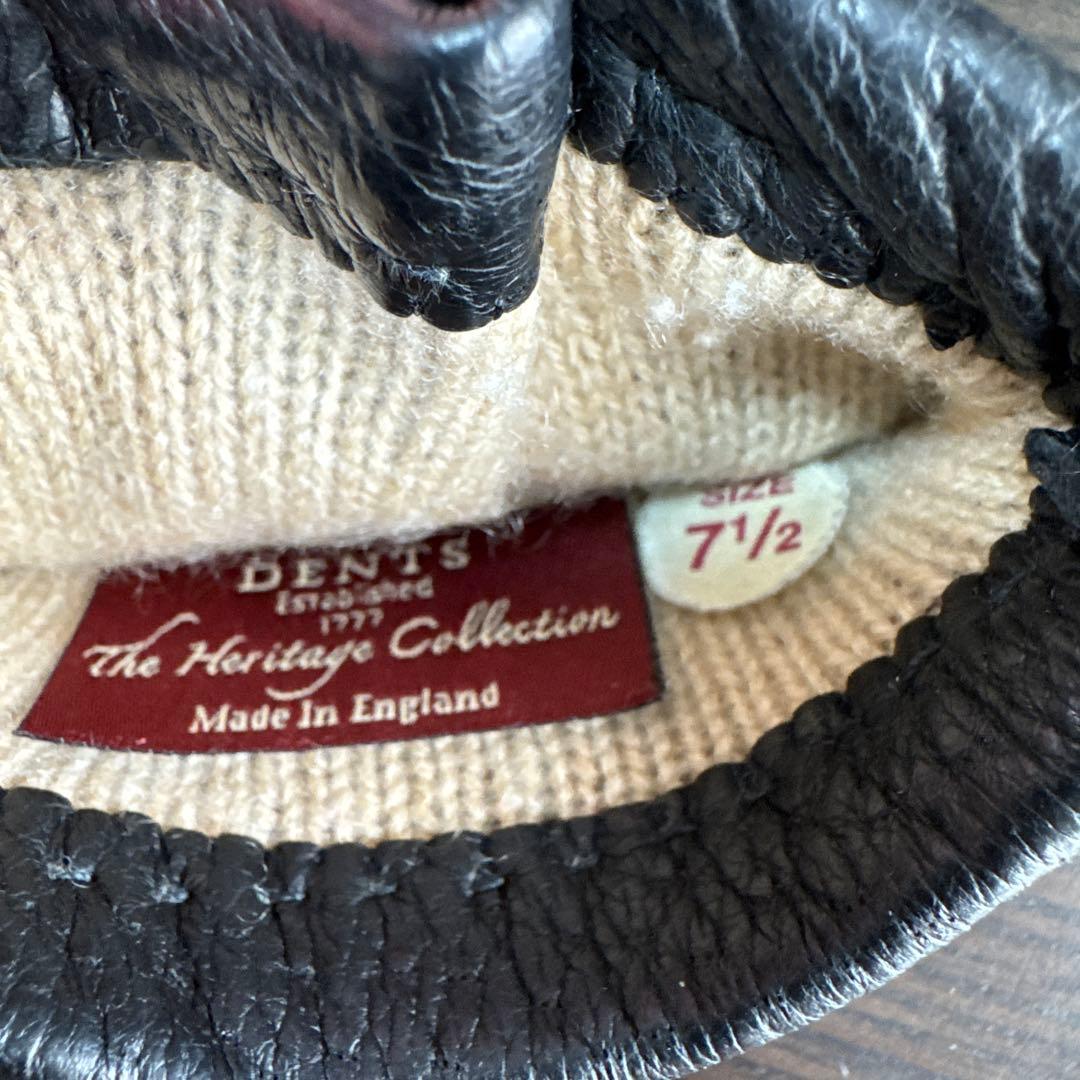 DENTS
Established
1777
The Heritage Collection
Made In England
SIZE
7 1/2